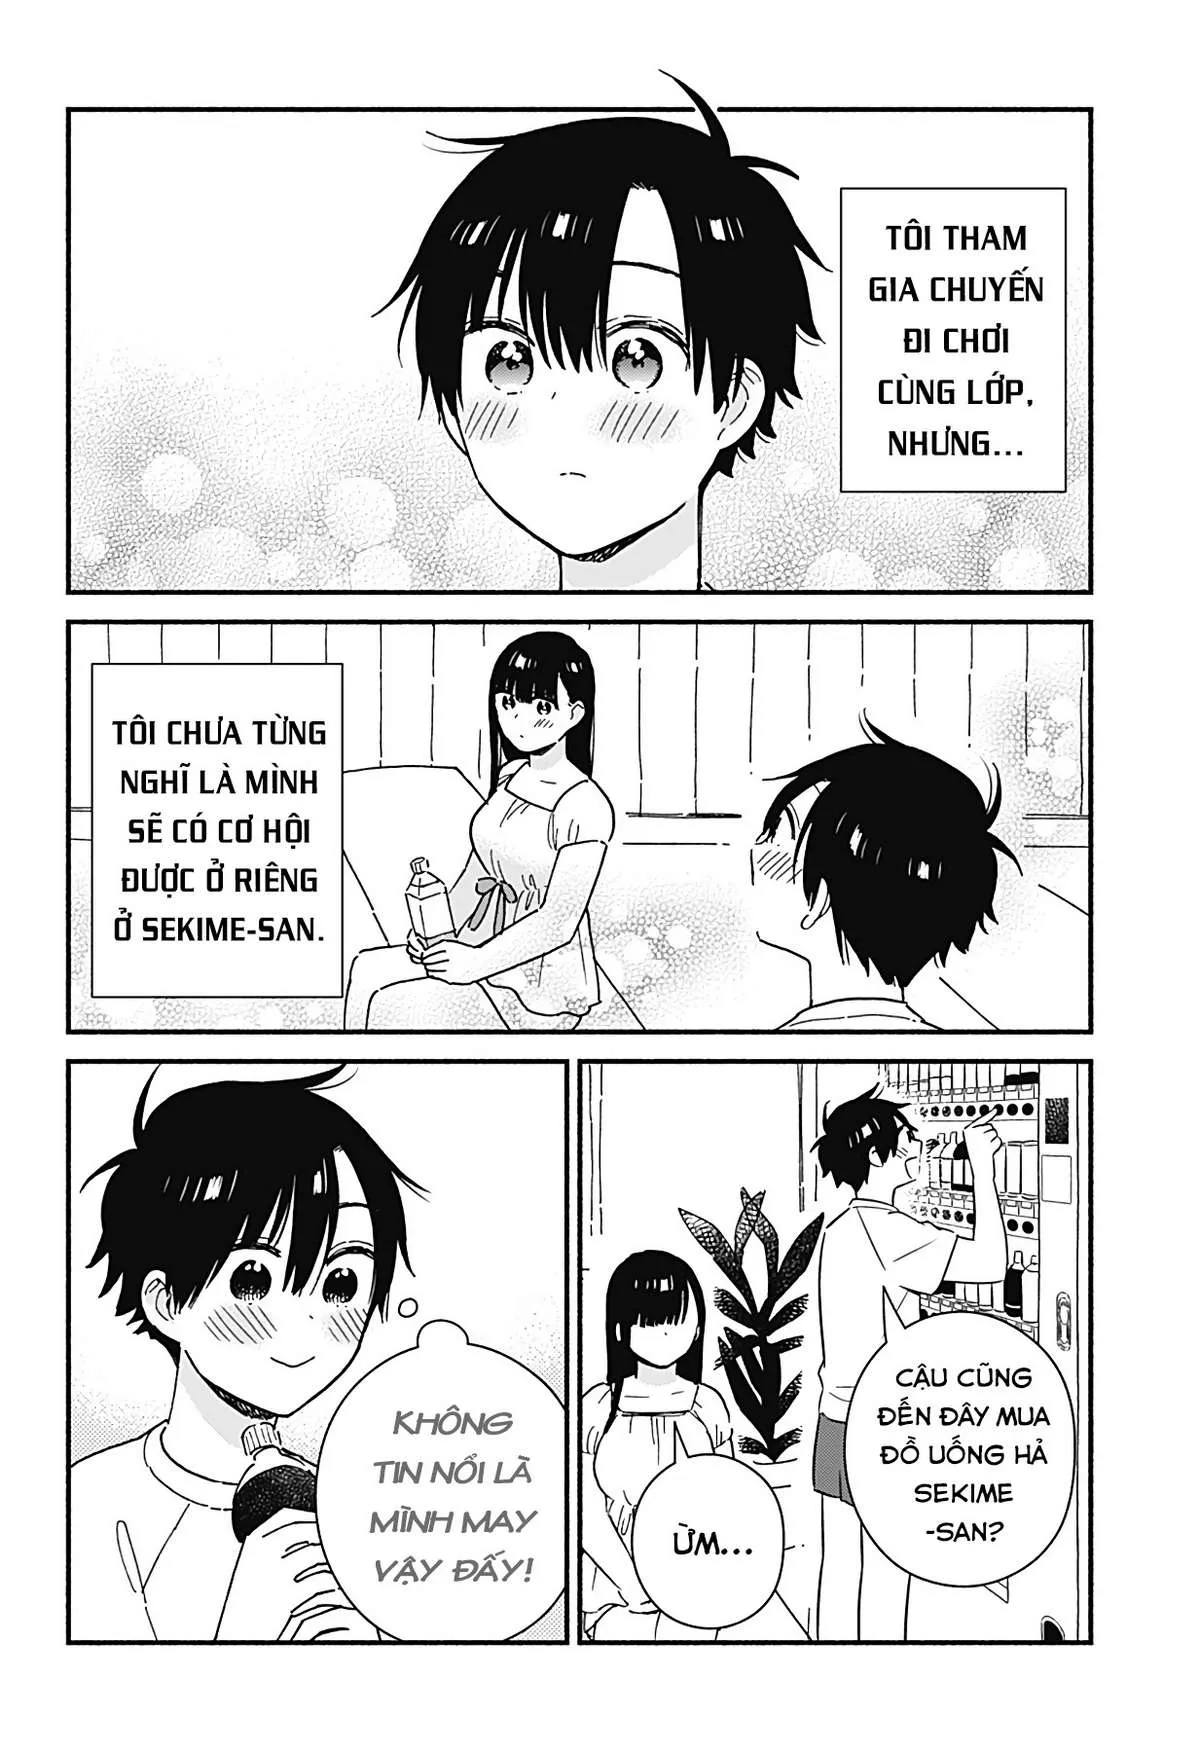 TÔI THAM
GIA CHUYẾN
ĐI CHƠI
CÙNG LỚP,
NHƯNG...
TÔI CHƯA TỪNG
NGHĨ LÀ MÌNH
SẼ CÓ CƠ HỘI
ĐƯỢC Ở RIÊNG
Ở SEKIME-SAN.
CẬU CŨNG
ĐẾN ĐÂY MUA
ĐỒ UỐNG HẢ
SEKIME
-SAN?
ỪM...
KHÔNG
TIN NỔI LÀ
MÌNH MAY
VẬY ĐẤY!